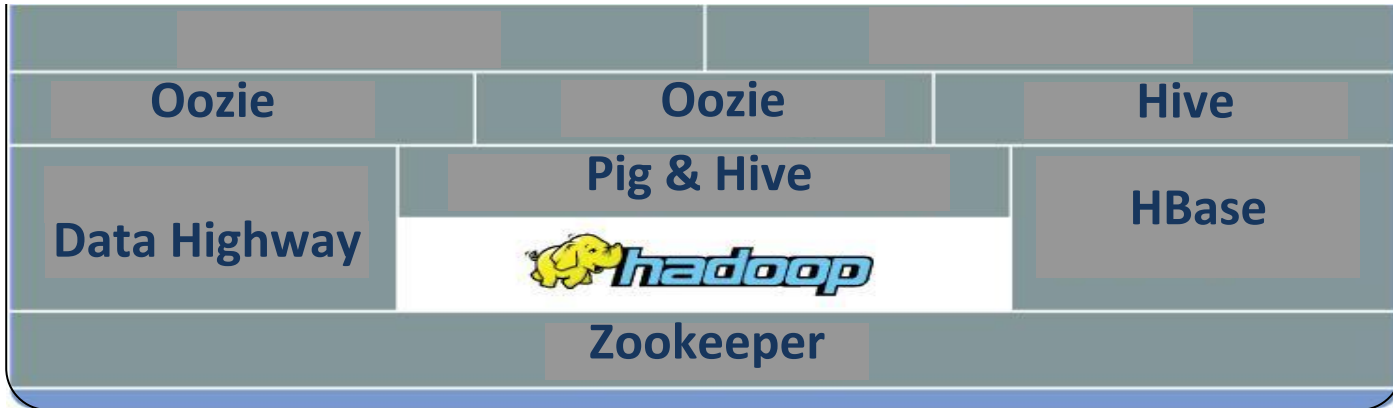 Oozie
Oozie
Hive
Pig & Hive
Data Highway
HBase
hadoop
Zookeeper